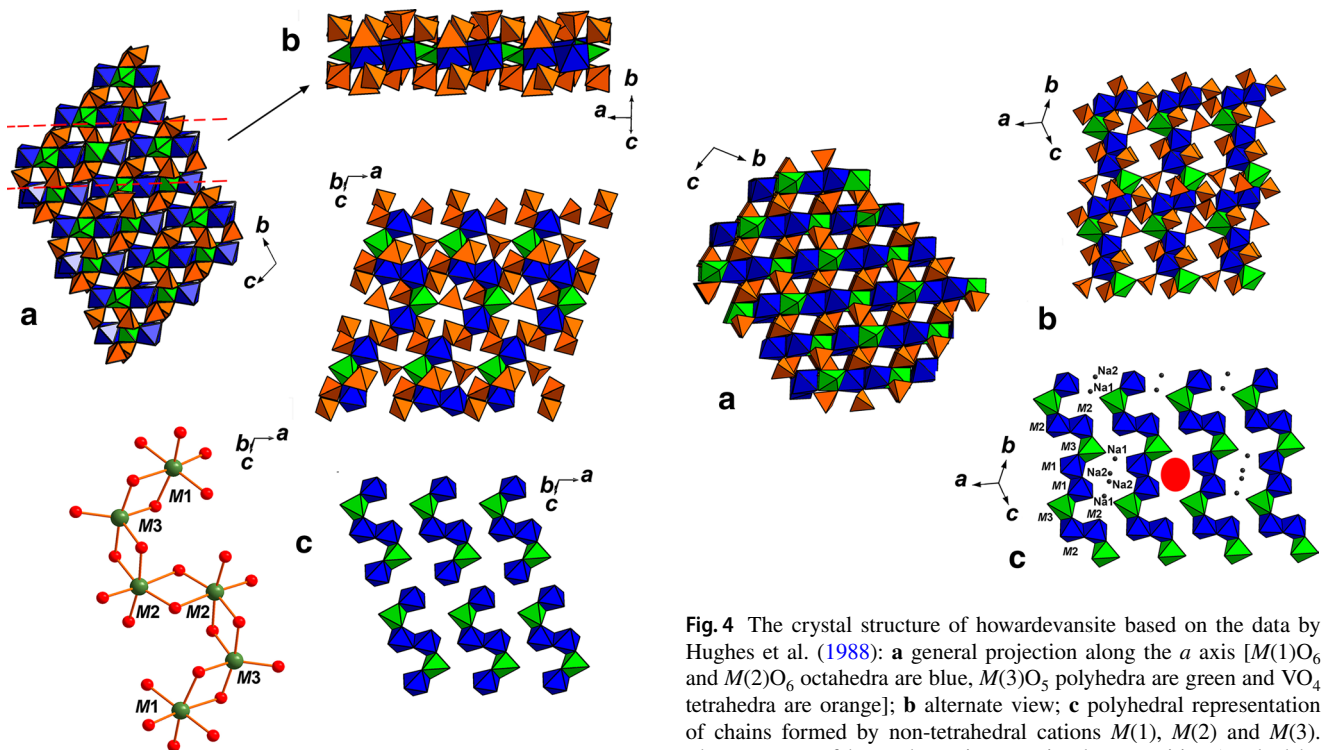 b
b
a
c
b
c
a
b
c
a
M1
M3
M2
M2
M3
M1
b
c
a
b
c
a
c
b
c
a
c
b
a
b
a
c
b
Na2
Na1
M2
M2
M3
Na1
M1
Na2
M1
Na2
Na1
M3
M2
M2
b
a
c
c
Fig. 4 The crystal structure of howardevansite based on the data by
Hughes et al. (1988): a general projection along the a axis [M(1)O6
and M(2)O6 octahedra are blue, M(3)O5 polyhedra are green and VO4
tetrahedra are orange]; b alternate view; c polyhedral representation
of chains formed by non-tetrahedral cations M(1), M(2) and M(3).